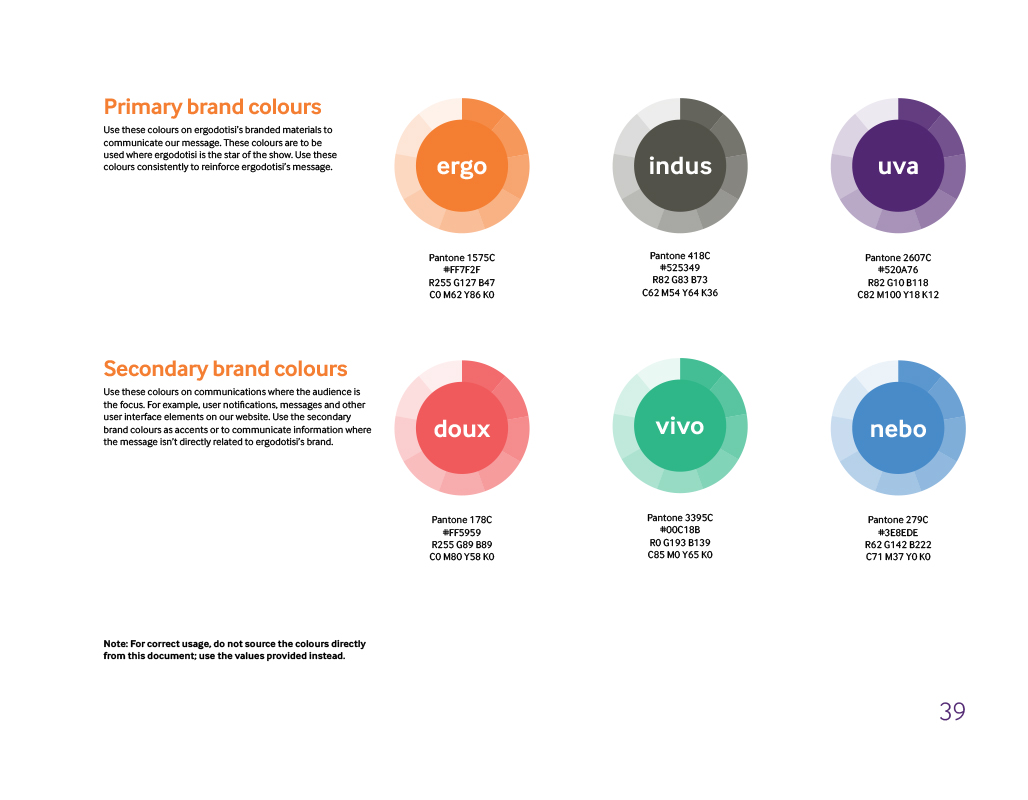 Primary brand colours
Use these colours on ergodotisi's branded materials to
communicate our message. These colours are to be
used where ergodotisi is the star of the show. Use these
colours consistently to reinforce ergodotisi's message.
ergo
indus
uva
Pantone 1575C
#FF7F2F
R255 G127 B47
C0 M62 Y86 K0
Pantone 418C
#525349
R82 G83 B73
C62 M54 Y64 K36
Pantone 2607C
#520A76
R82 G10 B118
C82 M100 Y18 K12
Secondary brand colours
Use these colours on communications where the audience is
the focus. For example, user notifications, messages and other
user interface elements on our website. Use the secondary
brand colours as accents or to communicate information where
the message isn't directly related to ergodotisi's brand.
doux
vivo
nebo
Pantone 178C
#FF5959
R255 G89 B89
C0 M80 Y58 K0
Pantone 3395C
#00C18B
R0 G193 B139
C85 M0 Y65 K0
Pantone 279C
#3E8EDE
R62 G142 B222
C71 M37 Y0 K0
Note: For correct usage, do not source the colours directly
from this document; use the values provided instead.
39